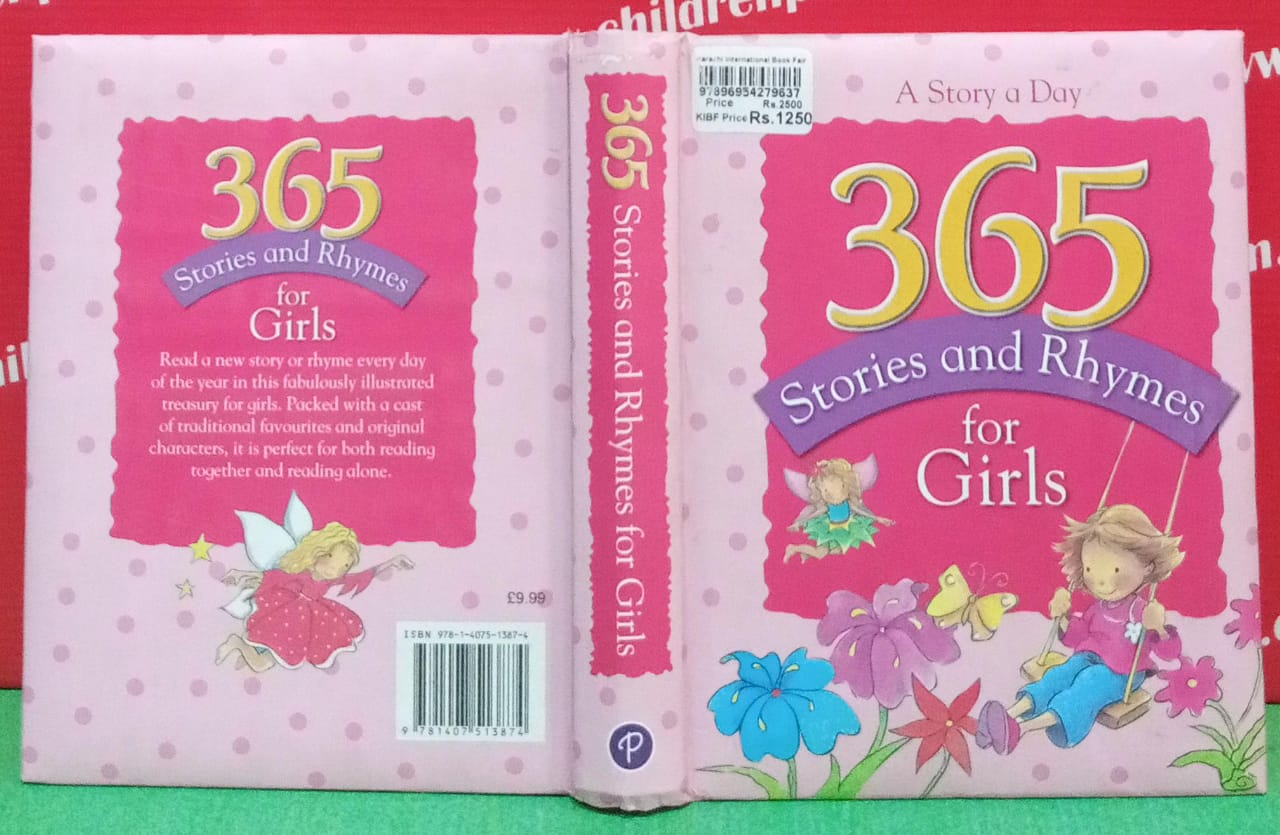 childrenp
365
Stories and Rhymes
for
Girls
Read a new story or rhyme every day
of the year in this fabulously illustrated
treasury for girls. Packed with a cast
of traditional favourites and original
characters, it is perfect for both reading
together and reading alone.
£9.99
ISBN 978-1-4075-1387-4
9 781407 513874
365 Stories and Rhymes for Girls
P
Karachi International Book Fair
97896954279637
Price Rs.2500
KIBF Price Rs.1250
A Story a Day
365
Stories and Rhymes
for
Girls